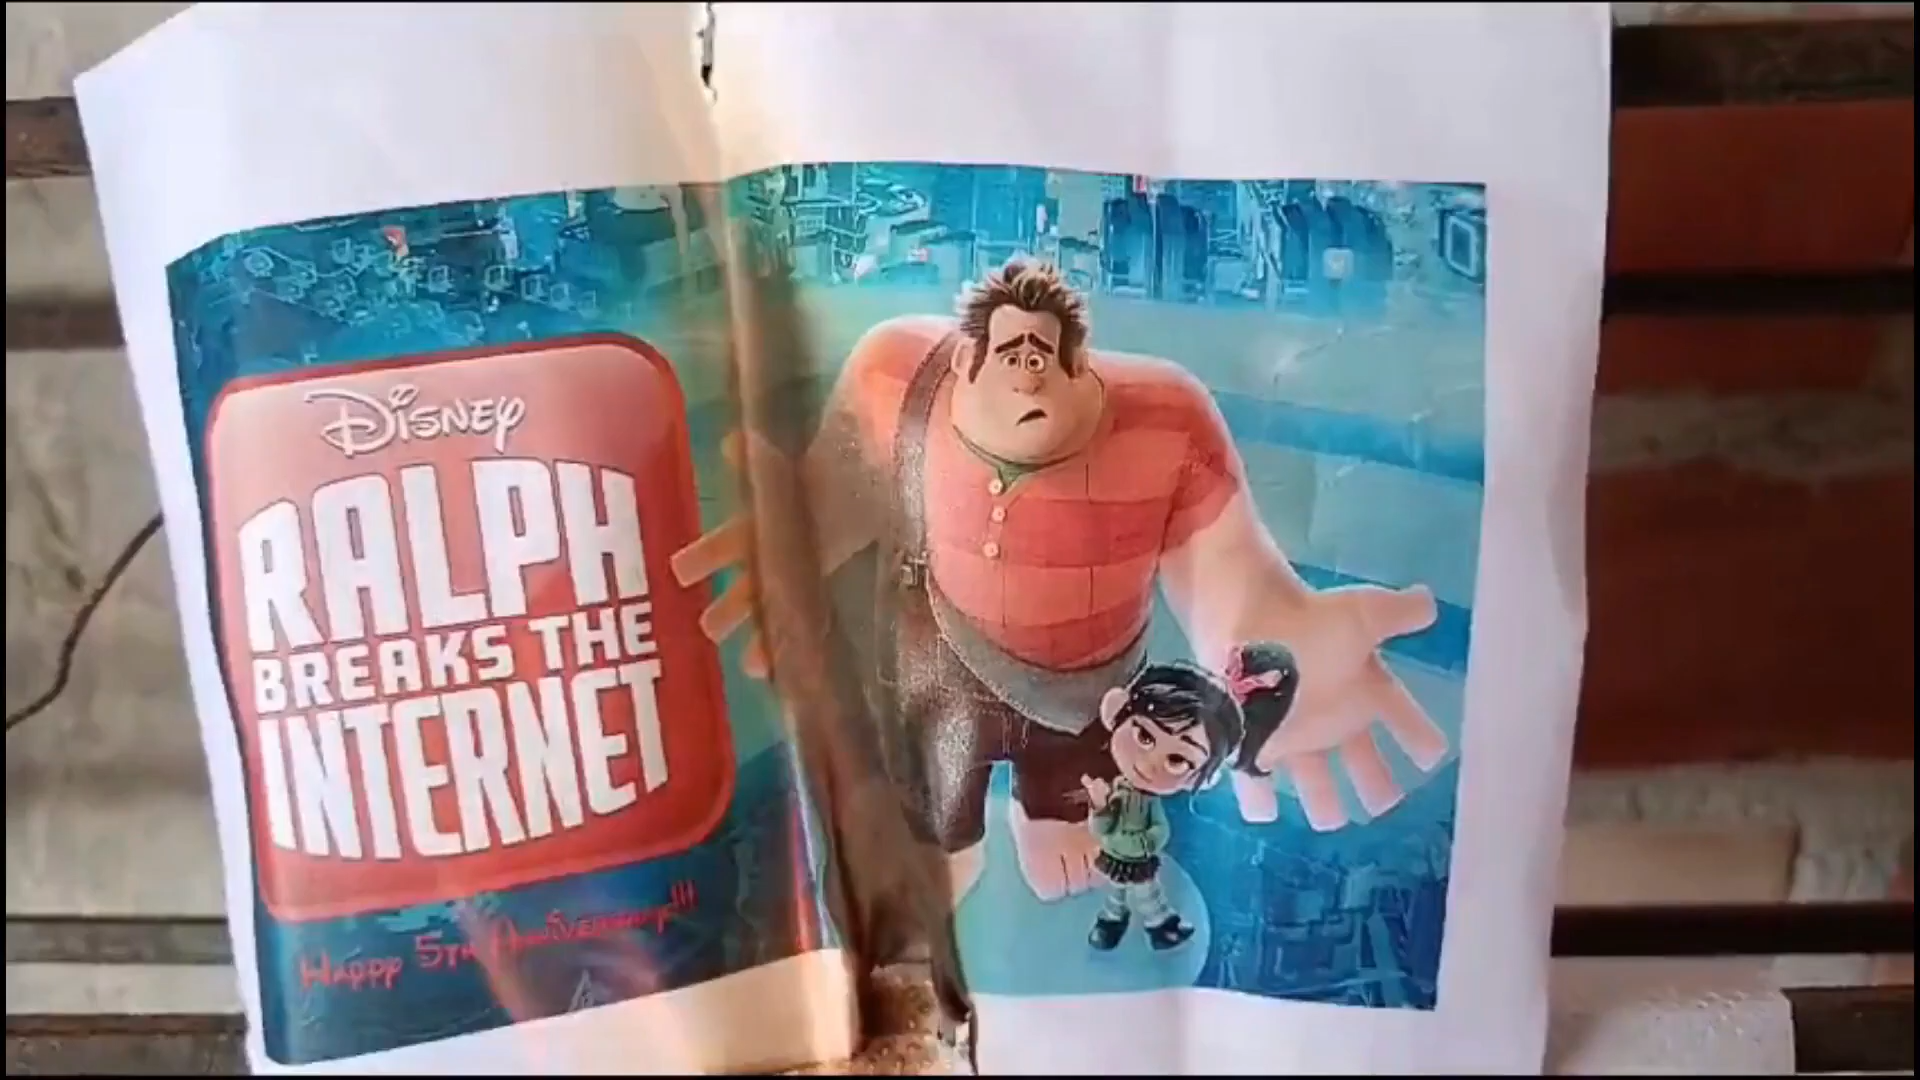 DISNEY
RALPH
BREAKS THE
INTERNET
Happy 5th Anniversary!!!